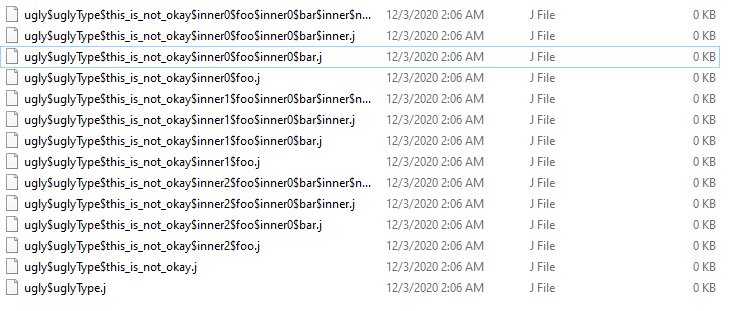 ugly$uglyType$this_is_not_okay$inner0$foo$inner0$bar$inner$n... 12/3/2020 2:06 AM J File 0 KB
ugly$uglyType$this_is_not_okay$inner0$foo$inner0$bar$inner.j 12/3/2020 2:06 AM J File 0 KB
ugly$uglyType$this_is_not_okay$inner0$foo$inner0$bar.j 12/3/2020 2:06 AM J File 0 KB
ugly$uglyType$this_is_not_okay$inner0$foo.j 12/3/2020 2:06 AM J File 0 KB
ugly$uglyType$this_is_not_okay$inner1$foo$inner0$bar$inner$n... 12/3/2020 2:06 AM J File 0 KB
ugly$uglyType$this_is_not_okay$inner1$foo$inner0$bar$inner.j 12/3/2020 2:06 AM J File 0 KB
ugly$uglyType$this_is_not_okay$inner1$foo$inner0$bar.j 12/3/2020 2:06 AM J File 0 KB
ugly$uglyType$this_is_not_okay$inner1$foo.j 12/3/2020 2:06 AM J File 0 KB
ugly$uglyType$this_is_not_okay$inner2$foo$inner0$bar$inner$n... 12/3/2020 2:06 AM J File 0 KB
ugly$uglyType$this_is_not_okay$inner2$foo$inner0$bar$inner.j 12/3/2020 2:06 AM J File 0 KB
ugly$uglyType$this_is_not_okay$inner2$foo$inner0$bar.j 12/3/2020 2:06 AM J File 0 KB
ugly$uglyType$this_is_not_okay$inner2$foo.j 12/3/2020 2:06 AM J File 0 KB
ugly$uglyType$this_is_not_okay.j 12/3/2020 2:06 AM J File 0 KB
ugly$uglyType.j 12/3/2020 2:06 AM J File 0 KB